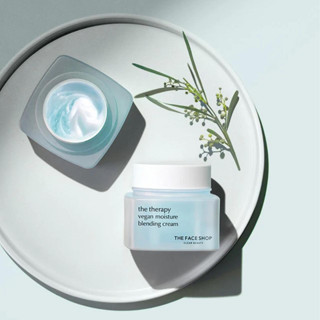 the therapy
vegan moisture
blending cream
THE FACE SHOP